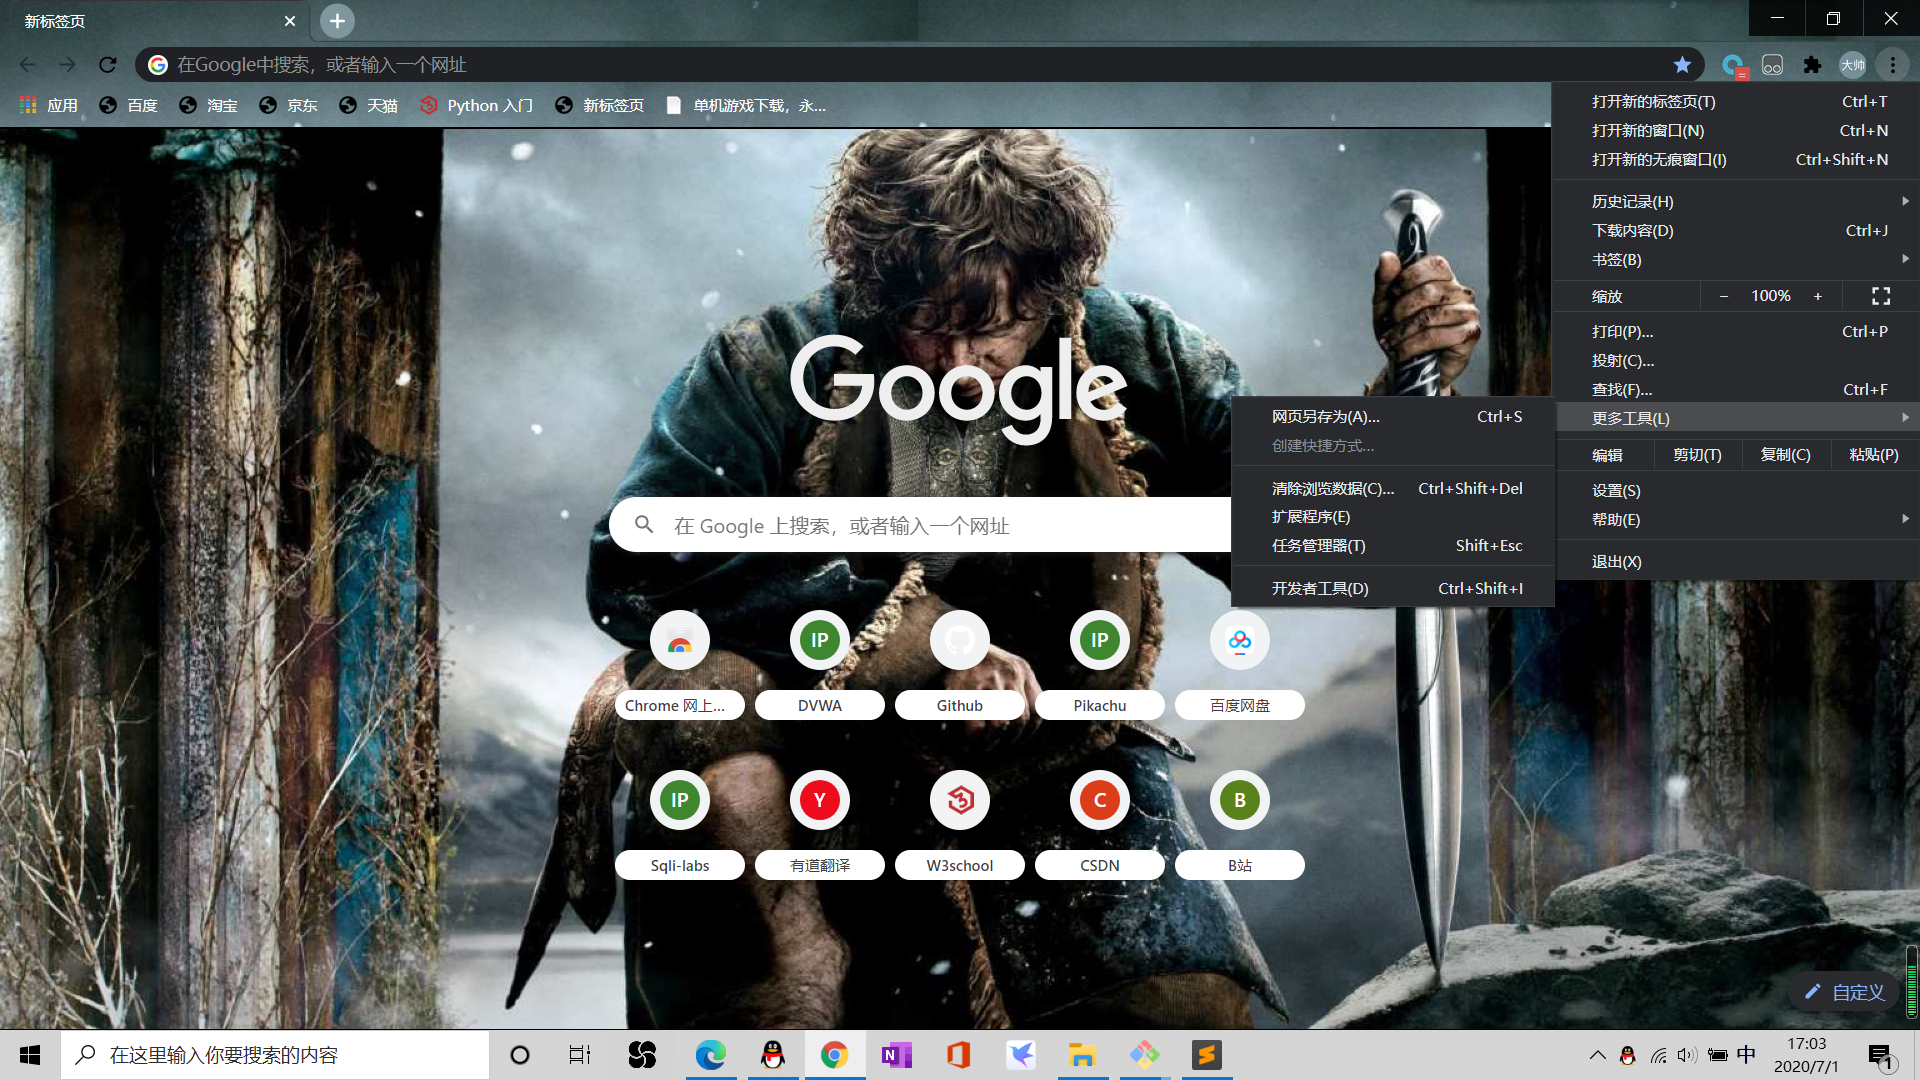 新标签页
在Google中搜索，或者输入一个网址
大帅
应用
百度
淘宝
京东
天猫
Python 入门
新标签页
单机游戏下载，永...
打开新的标签页(T) Ctrl+T
打开新的窗口(N) Ctrl+N
打开新的无痕窗口(I) Ctrl+Shift+N
历史记录(H)
下载内容(D) Ctrl+J
书签(B)
缩放 − 100% +
打印(P)... Ctrl+P
投射(C)...
查找(F)... Ctrl+F
更多工具(L)
编辑 剪切(T) 复制(C) 粘贴(P)
设置(S)
帮助(E)
退出(X)
网页另存为(A)... Ctrl+S
创建快捷方式...
清除浏览数据(C)... Ctrl+Shift+Del
扩展程序(E)
任务管理器(T) Shift+Esc
开发者工具(D) Ctrl+Shift+I
Google
在 Google 上搜索，或者输入一个网址
IP
IP
Chrome 网上...
DVWA
Github
Pikachu
百度网盘
IP
Y
C
B
Sqli-labs
有道翻译
W3school
CSDN
B站
自定义
在这里输入你要搜索的内容
N
中
17:03
2020/7/1
1